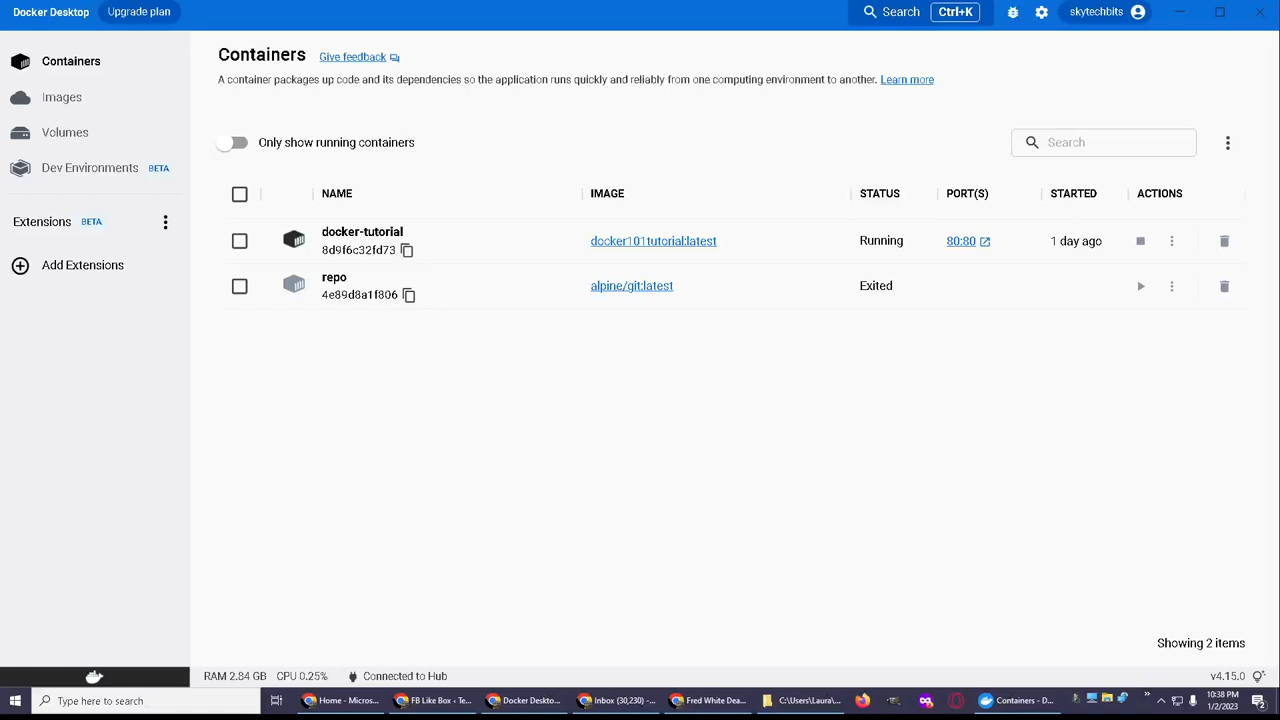 Docker Desktop Upgrade plan Search Ctrl+K skytechbits
Containers
Images
Volumes
Dev Environments BETA
Extensions BETA
Add Extensions
Containers Give feedback
A container packages up code and its dependencies so the application runs quickly and reliably from one computing environment to another. Learn more
Only show running containers Search
NAME IMAGE STATUS PORT(S) STARTED ACTIONS
docker-tutorial docker101tutorial:latest Running 80:80 1 day ago
8d9f6c32fd73
repo alpine/git:latest Exited
4e89d8a1f806
Showing 2 items
RAM 2.84 GB CPU 0.25% Connected to Hub v4.15.0
Type here to search Home - Micros... FB Like Box - Te... Docker Desktop... Inbox (30,230) -... Fred White Dea... C:\Users\Laura\... Containers - D... 10:38 PM
1/2/2023 2